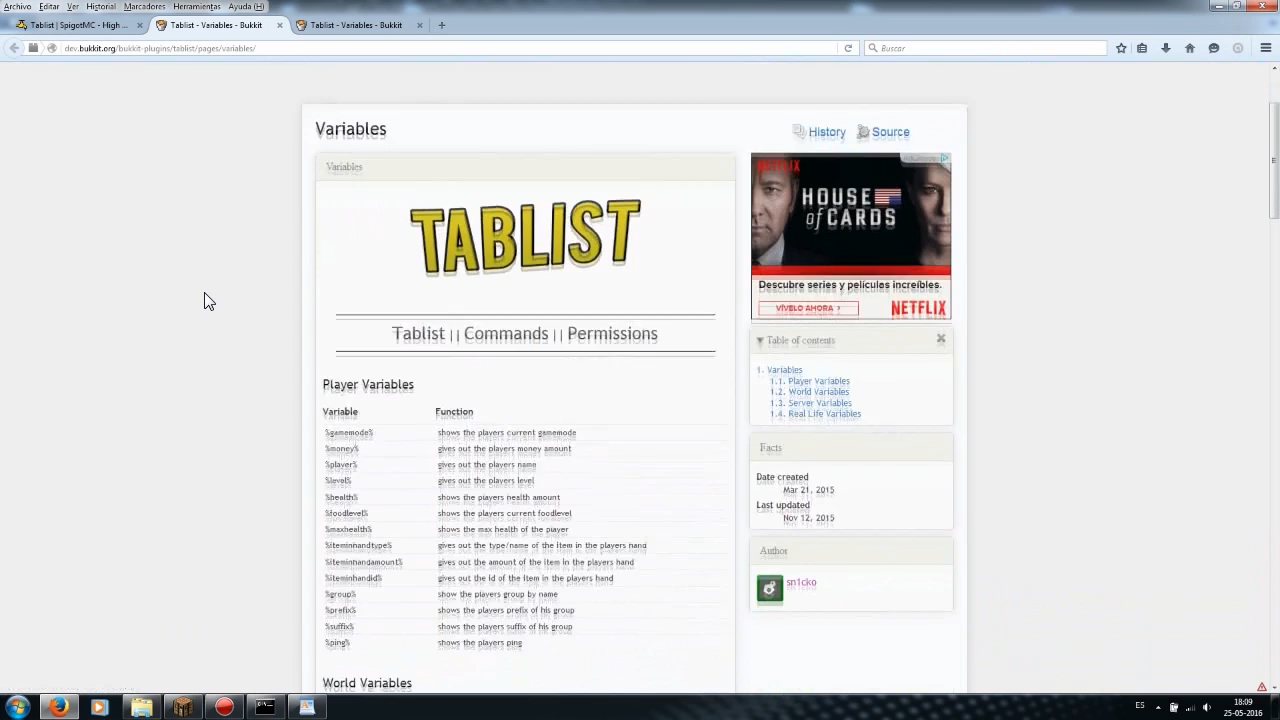 Archivo Editar Ver Historial Marcadores Herramientas Ayuda (H)
Tablist | SpigotMC - High ...
Tablist - Variables - Bukkit
Tablist - Variables - Bukkit
dev.bukkit.org/bukkit-plugins/tablist/pages/variables/
Buscar
Variables
History
Source
Variables
TABLIST
Tablist || Commands || Permissions
Player Variables
Variable Function
%gamemode% shows the players current gamemode
%money% gives out the players money amount
%player% gives out the players name
%level% gives out the players level
%health% shows the players health amount
%foodlevel% shows the players current foodlevel
%maxhealth% shows the max health of the player
%iteminhandtype% gives out the type/name of the item in the players hand
%iteminhandamount% gives out the amount of the item in the players hand
%iteminhandid% gives out the id of the item in the players hand
%group% show the players group by name
%prefix% shows the players prefix of his group
%suffix% shows the players suffix of his group
%ping% shows the players ping
World Variables
NETFLIX
HOUSE
of CARDS
Descubre series y películas increíbles.
VÍVELO AHORA
NETFLIX
Table of contents
1. Variables
1.1. Player Variables
1.2. World Variables
1.3. Server Variables
1.4. Real Life Variables
Facts
Date created
Mar 21, 2015
Last updated
Nov 12, 2015
Author
sn1cko
ES
18:09
25-05-2016